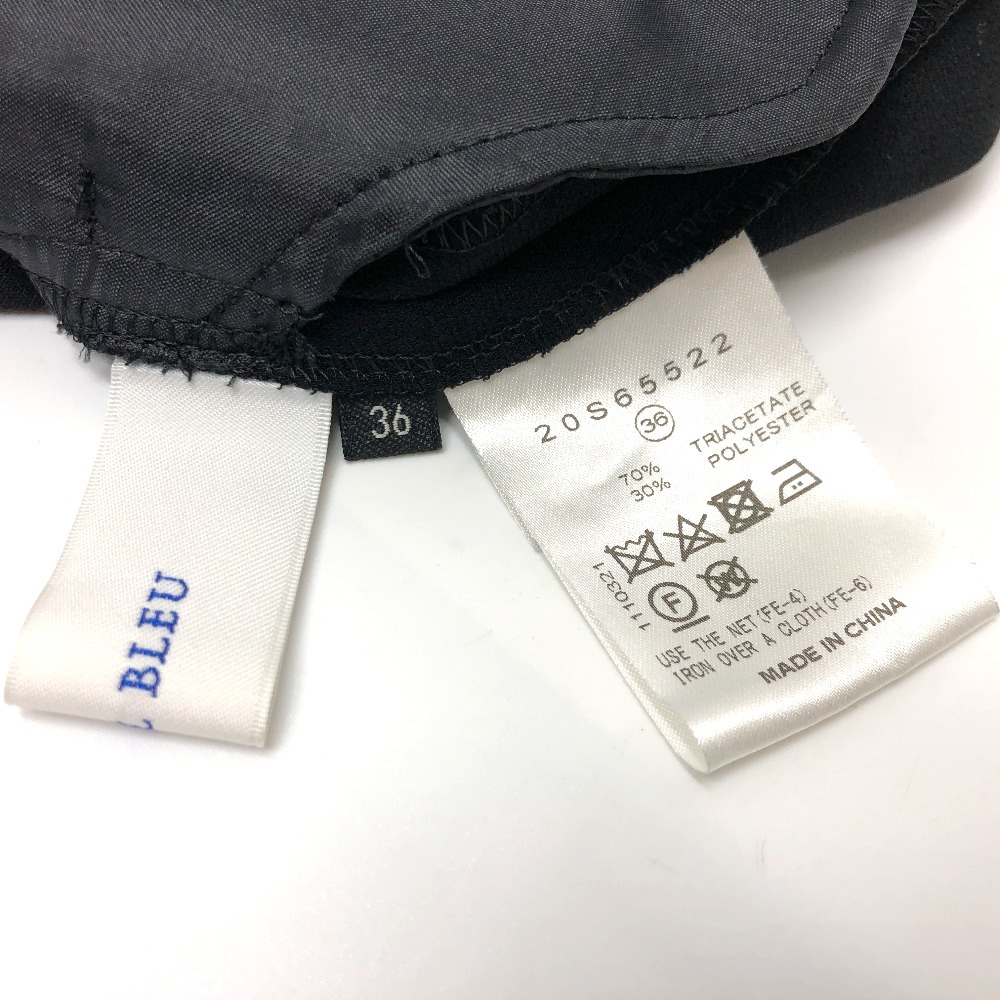 BLEU
36
20S65522
36
70% TRIACETATE
30% POLYESTER
1110321
F
USE THE NET(FE-4)
IRON OVER A CLOTH(FE-6)
MADE IN CHINA